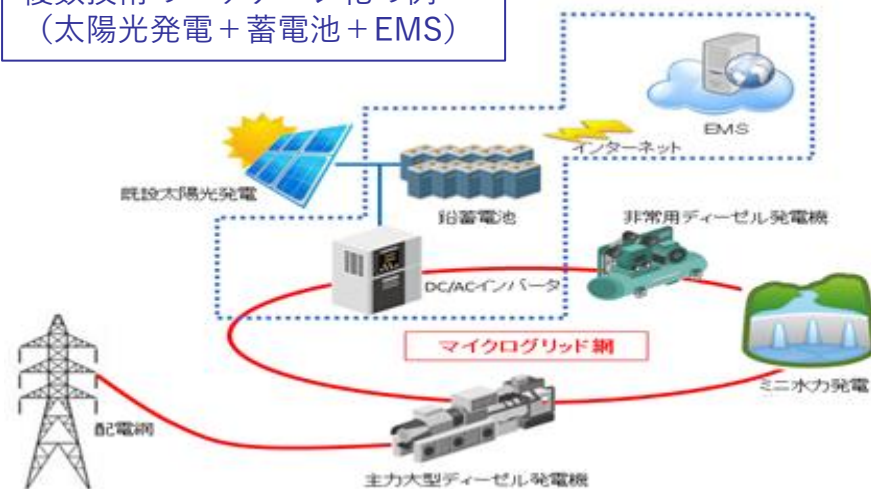 (太陽光発電+蓄電池+EMS)
EMS
インターネット
既設太陽光発電
鉛蓄電池
非常用ディーゼル発電機
DC/ACインバータ
マイクログリッド網
ミニ水力発電
配電網
主力大型ディーゼル発電機